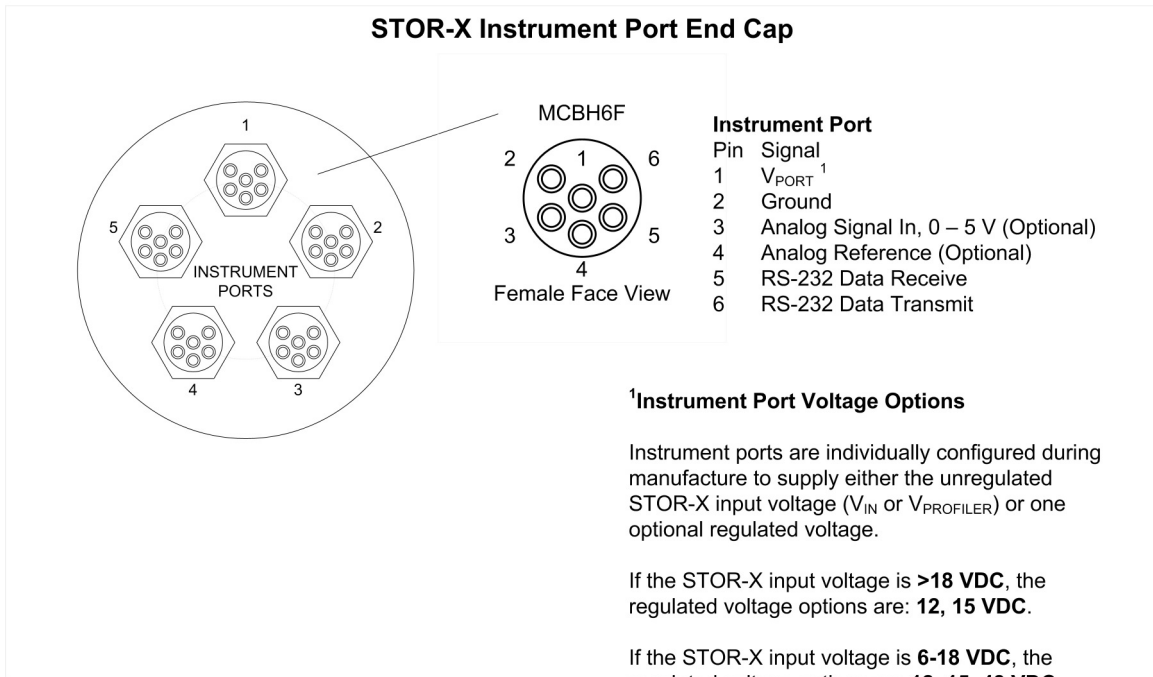 STOR-X Instrument Port End Cap
1
5
2
INSTRUMENT
PORTS
4
3
MCBH6F
2 1 6
3 5
4
Female Face View
Instrument Port
Pin Signal
1 VPORT 1
2 Ground
3 Analog Signal In, 0 – 5 V (Optional)
4 Analog Reference (Optional)
5 RS-232 Data Receive
6 RS-232 Data Transmit
1Instrument Port Voltage Options
Instrument ports are individually configured during
manufacture to supply either the unregulated
STOR-X input voltage (VIN or VPROFILER) or one
optional regulated voltage.
If the STOR-X input voltage is >18 VDC, the
regulated voltage options are: 12, 15 VDC.
If the STOR-X input voltage is 6-18 VDC, the